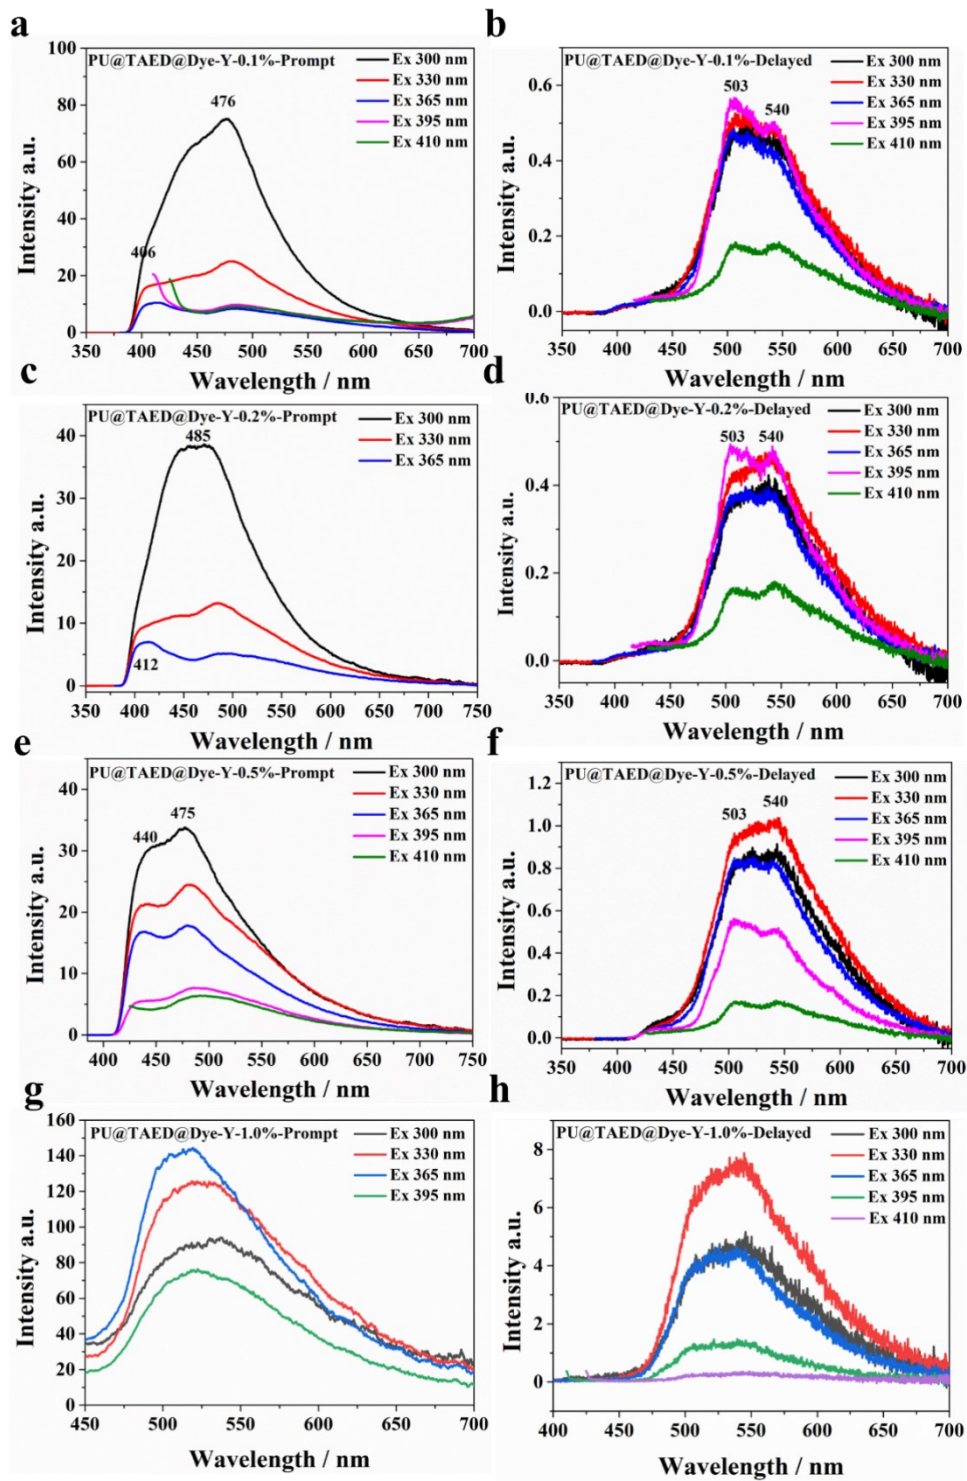 a
PU@TAED@Dye-Y-0.1%-Prompt
Ex 300 nm
Ex 330 nm
Ex 365 nm
Ex 395 nm
Ex 410 nm
476
406
Intensity a.u.
100
80
60
40
20
0
350 400 450 500 550 600 650 700
Wavelength / nm
b
PU@TAED@Dye-Y-0.1%-Delayed
Ex 300 nm
Ex 330 nm
Ex 365 nm
Ex 395 nm
Ex 410 nm
503
540
Intensity a.u.
0.6
0.4
0.2
0.0
350 400 450 500 550 600 650 700
Wavelength / nm
c
PU@TAED@Dye-Y-0.2%-Prompt
Ex 300 nm
Ex 330 nm
Ex 365 nm
485
412
Intensity a.u.
40
30
20
10
0
350 400 450 500 550 600 650 700 750
Wavelength / nm
d
PU@TAED@Dye-Y-0.2%-Delayed
Ex 300 nm
Ex 330 nm
Ex 365 nm
Ex 395 nm
Ex 410 nm
503 540
Intensity a.u.
0.6
0.4
0.2
0.0
350 400 450 500 550 600 650 700
Wavelength / nm
e
PU@TAED@Dye-Y-0.5%-Prompt
Ex 300 nm
Ex 330 nm
Ex 365 nm
Ex 395 nm
Ex 410 nm
440 475
Intensity a.u.
40
30
20
10
0
400 450 500 550 600 650 700 750
Wavelength / nm
f
PU@TAED@Dye-Y-0.5%-Delayed
Ex 300 nm
Ex 330 nm
Ex 365 nm
Ex 395 nm
Ex 410 nm
503 540
Intensity a.u.
1.2
1.0
0.8
0.6
0.4
0.2
0.0
350 400 450 500 550 600 650 700
Wavelength / nm
g
PU@TAED@Dye-Y-1.0%-Prompt
Ex 300 nm
Ex 330 nm
Ex 365 nm
Ex 395 nm
Intensity a.u.
160
140
120
100
80
60
40
20
0
450 500 550 600 650 700
Wavelength / nm
h
PU@TAED@Dye-Y-1.0%-Delayed
Ex 300 nm
Ex 330 nm
Ex 365 nm
Ex 395 nm
Ex 410 nm
Intensity a.u.
8
6
4
2
0
400 450 500 550 600 650 700
Wavelength / nm